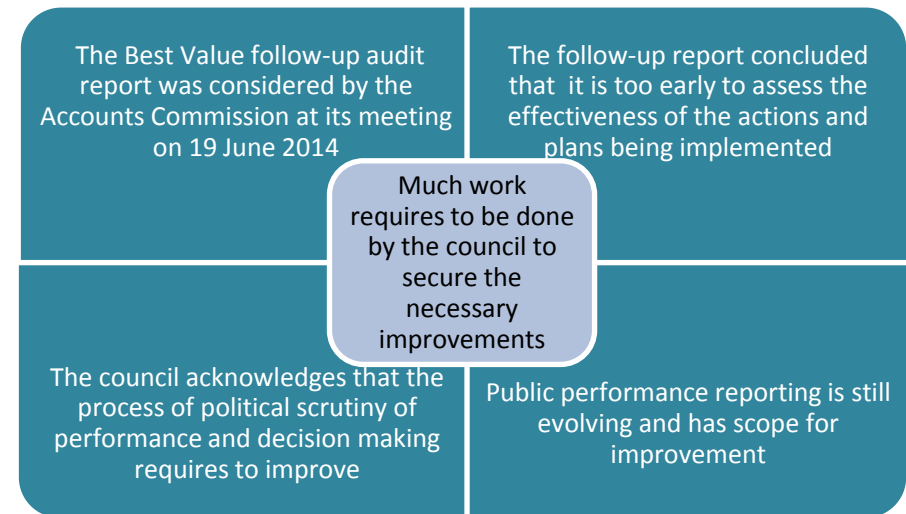 The Best Value follow-up audit
report was considered by the
Accounts Commission at its meeting
on 19 June 2014
The follow-up report concluded
that it is too early to assess the
effectiveness of the actions and
plans being implemented
Much work
requires to be done
by the council to
secure the
necessary
improvements
The council acknowledges that the
process of political scrutiny of
performance and decision making
requires to improve
Public performance reporting is still
evolving and has scope for
improvement